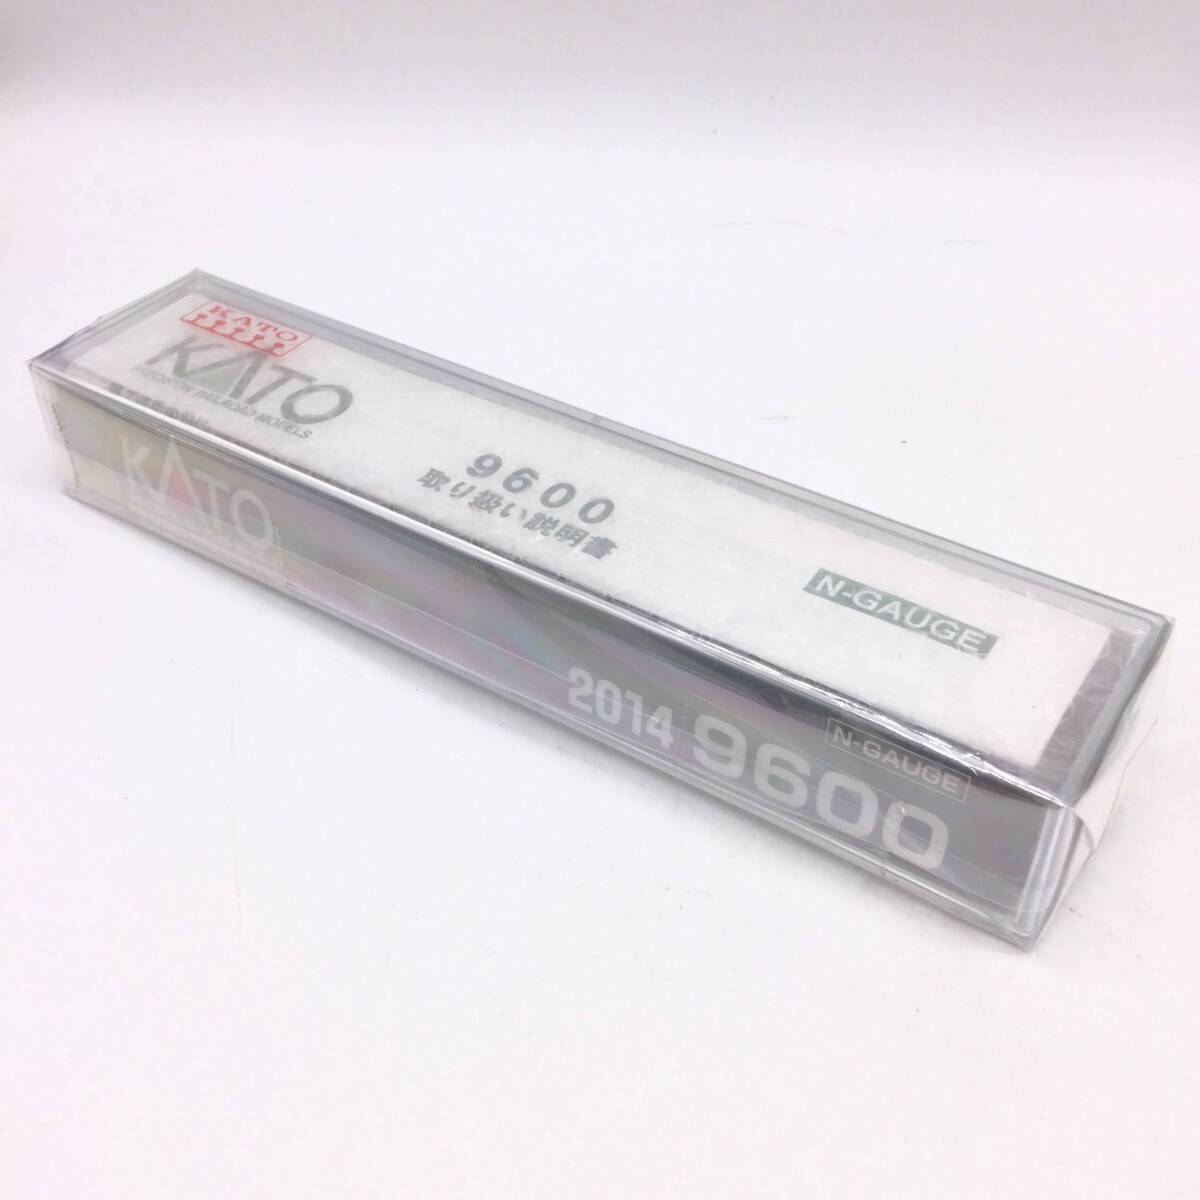 KATO
KATO
PRECISION RAILROAD MODELS
9600
取り扱い説明書
N-GAUGE
KATO
2014 9600
N-GAUGE